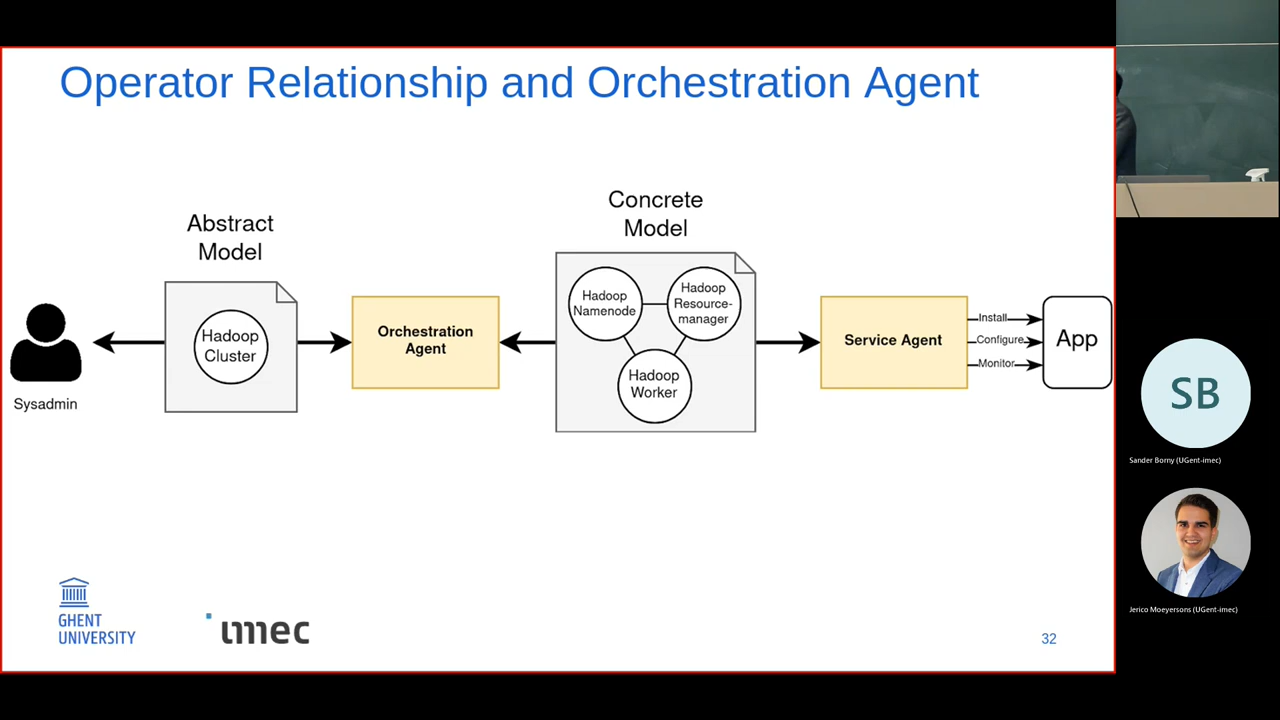 Operator Relationship and Orchestration Agent
Abstract
Model
Hadoop
Cluster
Sysadmin
Orchestration
Agent
Concrete
Model
Hadoop
Namenode
Hadoop
Resource-
manager
Hadoop
Worker
Service Agent
Install
Configure
Monitor
App
GHENT
UNIVERSITY
imec
32
SB
Sander Borny (UGent-imec)
Jerico Moeyersons (UGent-imec)